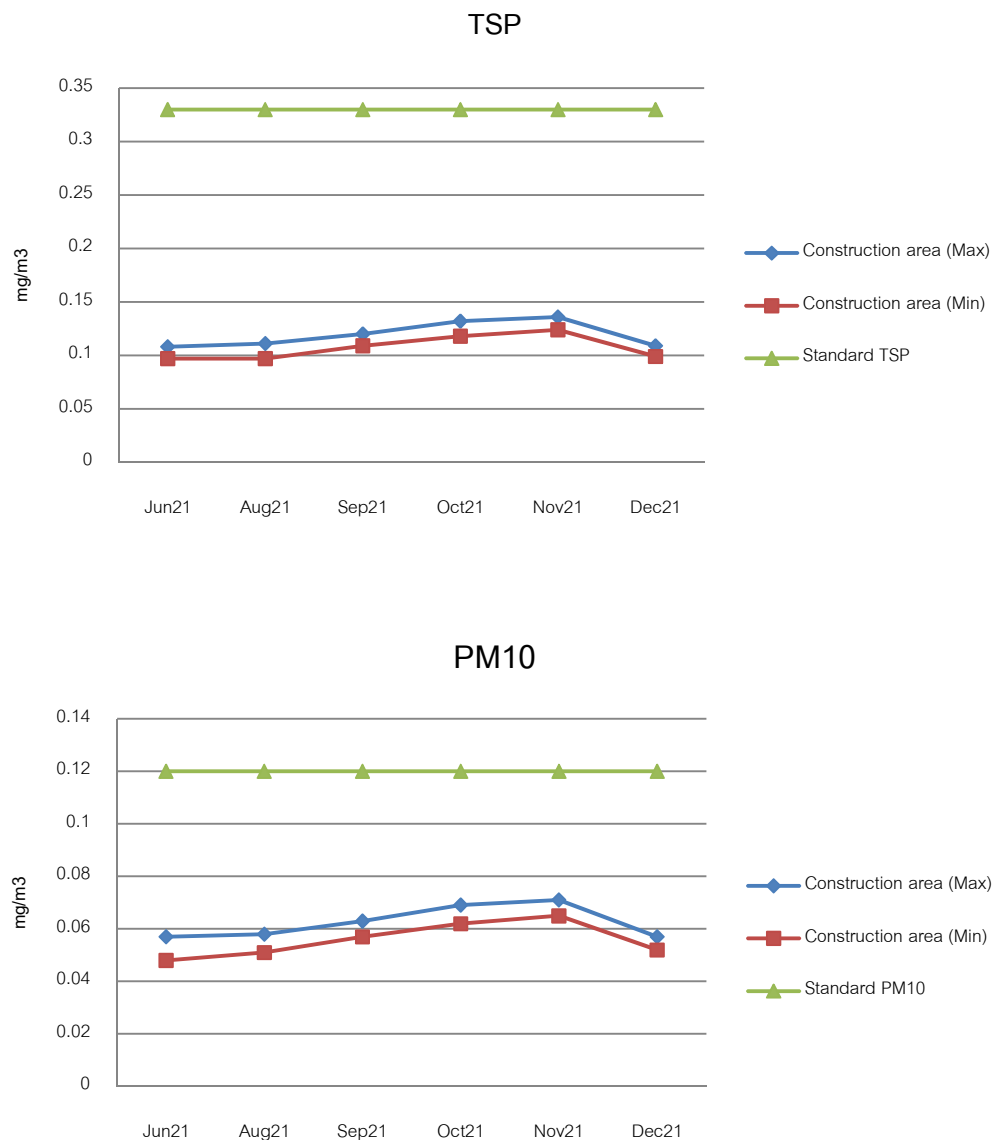 TSP
0.35
0.3
0.25
0.2
0.15
0.1
0.05
0
mg/m3
Jun21 Aug21 Sep21 Oct21 Nov21 Dec21
Construction area (Max)
Construction area (Min)
Standard TSP
PM10
0.14
0.12
0.1
0.08
0.06
0.04
0.02
0
mg/m3
Jun21 Aug21 Sep21 Oct21 Nov21 Dec21
Construction area (Max)
Construction area (Min)
Standard PM10